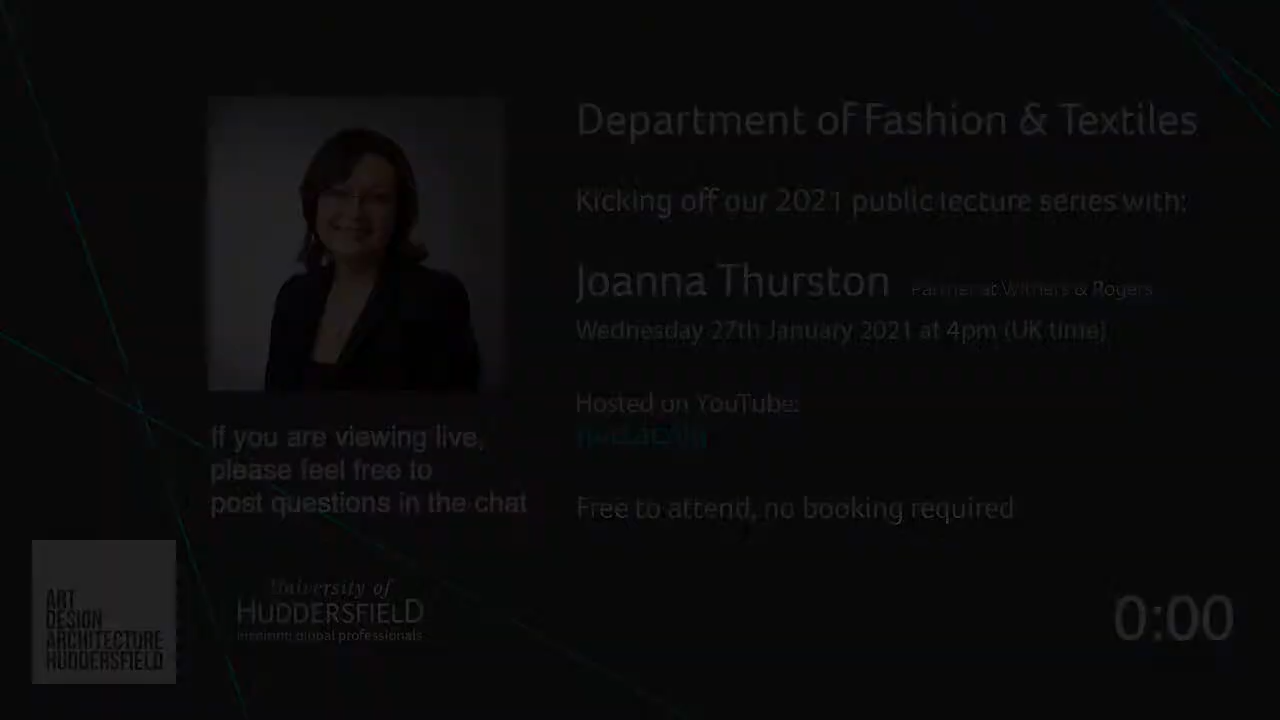 Department of Fashion & Textiles
Kicking off our 2021 public lecture series with:
Joanna Thurston Partner at Withers & Rogers
Wednesday 27th January 2021 at 4pm (UK time)
Hosted on YouTube:
If you are viewing live,
please feel free to
post questions in the chat
Free to attend, no booking required
ART
DESIGN
ARCHITECTURE
HUDDERSFIELD
University of
HUDDERSFIELD
Inspiring global professionals
0:00